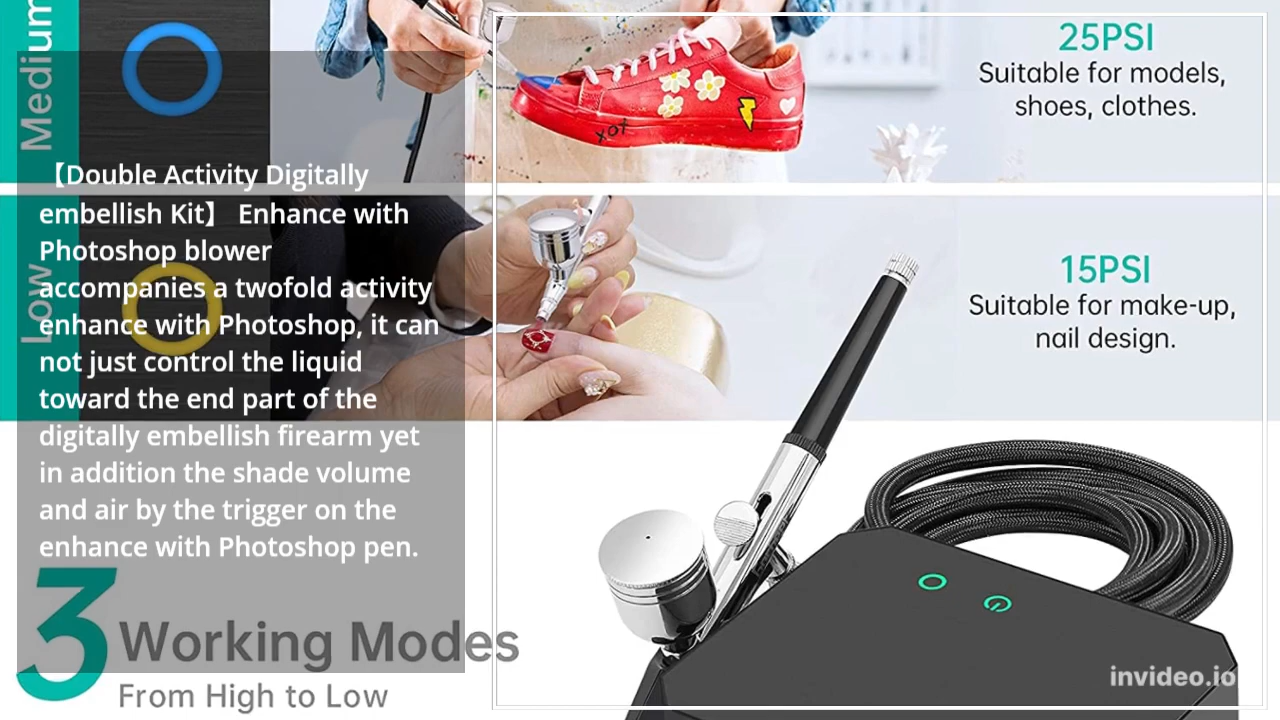 Medium
25PSI
Suitable for models,
shoes, clothes.
xox
【Double Activity Digitally
embellish Kit】 Enhance with
Photoshop blower
accompanies a twofold activity
enhance with Photoshop, it can
not just control the liquid
toward the end part of the
digitally embellish firearm yet
in addition the shade volume
and air by the trigger on the
enhance with Photoshop pen.
Low
15PSI
Suitable for make-up,
nail design.
3 Working Modes
From High to Low
invideo.io